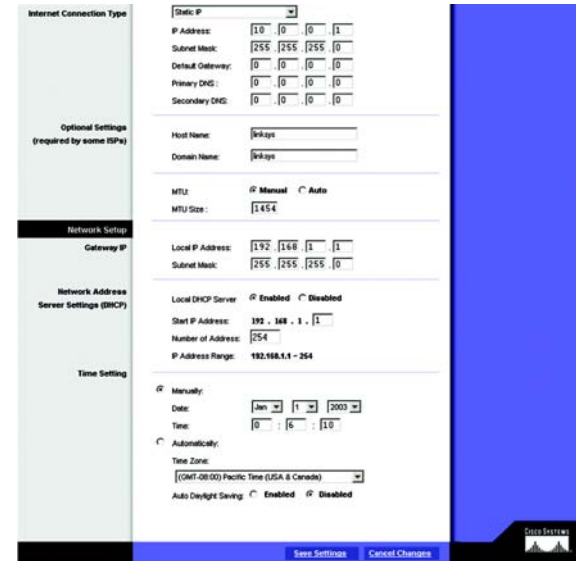 Internet Connection Type
Static IP
IP Address: 10 . 0 . 0 . 1
Subnet Mask: 255 . 255 . 255 . 0
Default Gateway: 0 . 0 . 0 . 0
Primary DNS : 0 . 0 . 0 . 0
Secondary DNS: 0 . 0 . 0 . 0
Optional Settings
(required by some ISPs)
Host Name: linksys
Domain Name: linksys
MTU: Manual Auto
MTU Size : 1454
Network Setup
Gateway IP
Local IP Address: 192 . 168 . 1 . 1
Subnet Mask: 255 . 255 . 255 . 0
Network Address
Server Settings (DHCP)
Local DHCP Server Enabled Disabled
Start IP Address: 192 . 168 . 1 . 1
Number of Address: 254
IP Address Range: 192.168.1.1 - 254
Time Setting
Manually:
Date: Jan 1 2003
Time: 0 : 6 : 10
Automatically:
Time Zone:
(GMT-08:00) Pacific Time (USA & Canada)
Auto Daylight Saving: Enabled Disabled
Save Settings Cancel Changes
CISCO SYSTEMS